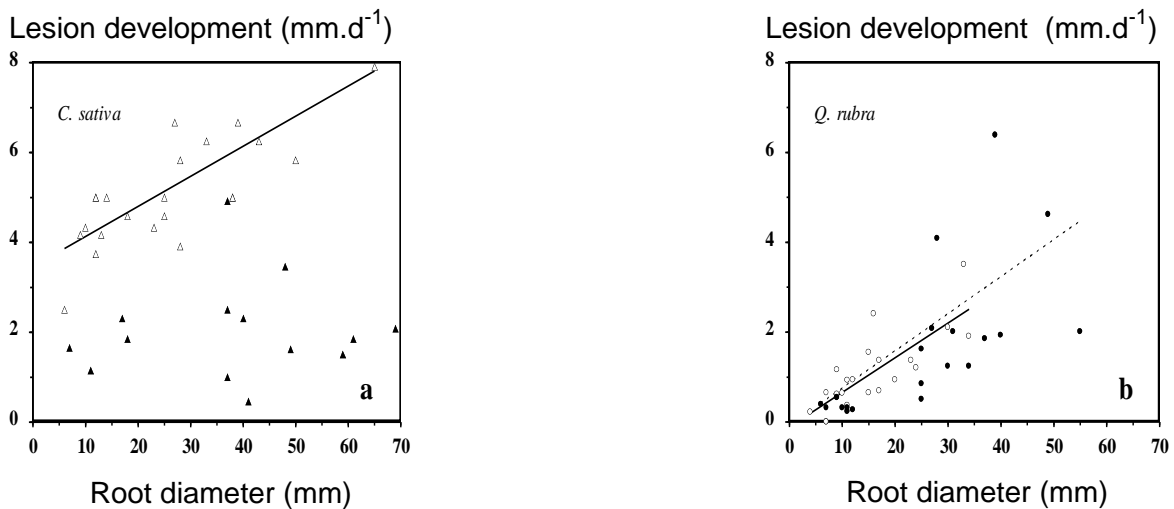 Lesion development (mm.d-1)
8
6
4
2
0
C. sativa
a
0 10 20 30 40 50 60 70
Root diameter (mm)
Lesion development (mm.d-1)
8
6
4
2
0
Q. rubra
b
0 10 20 30 40 50 60 70
Root diameter (mm)